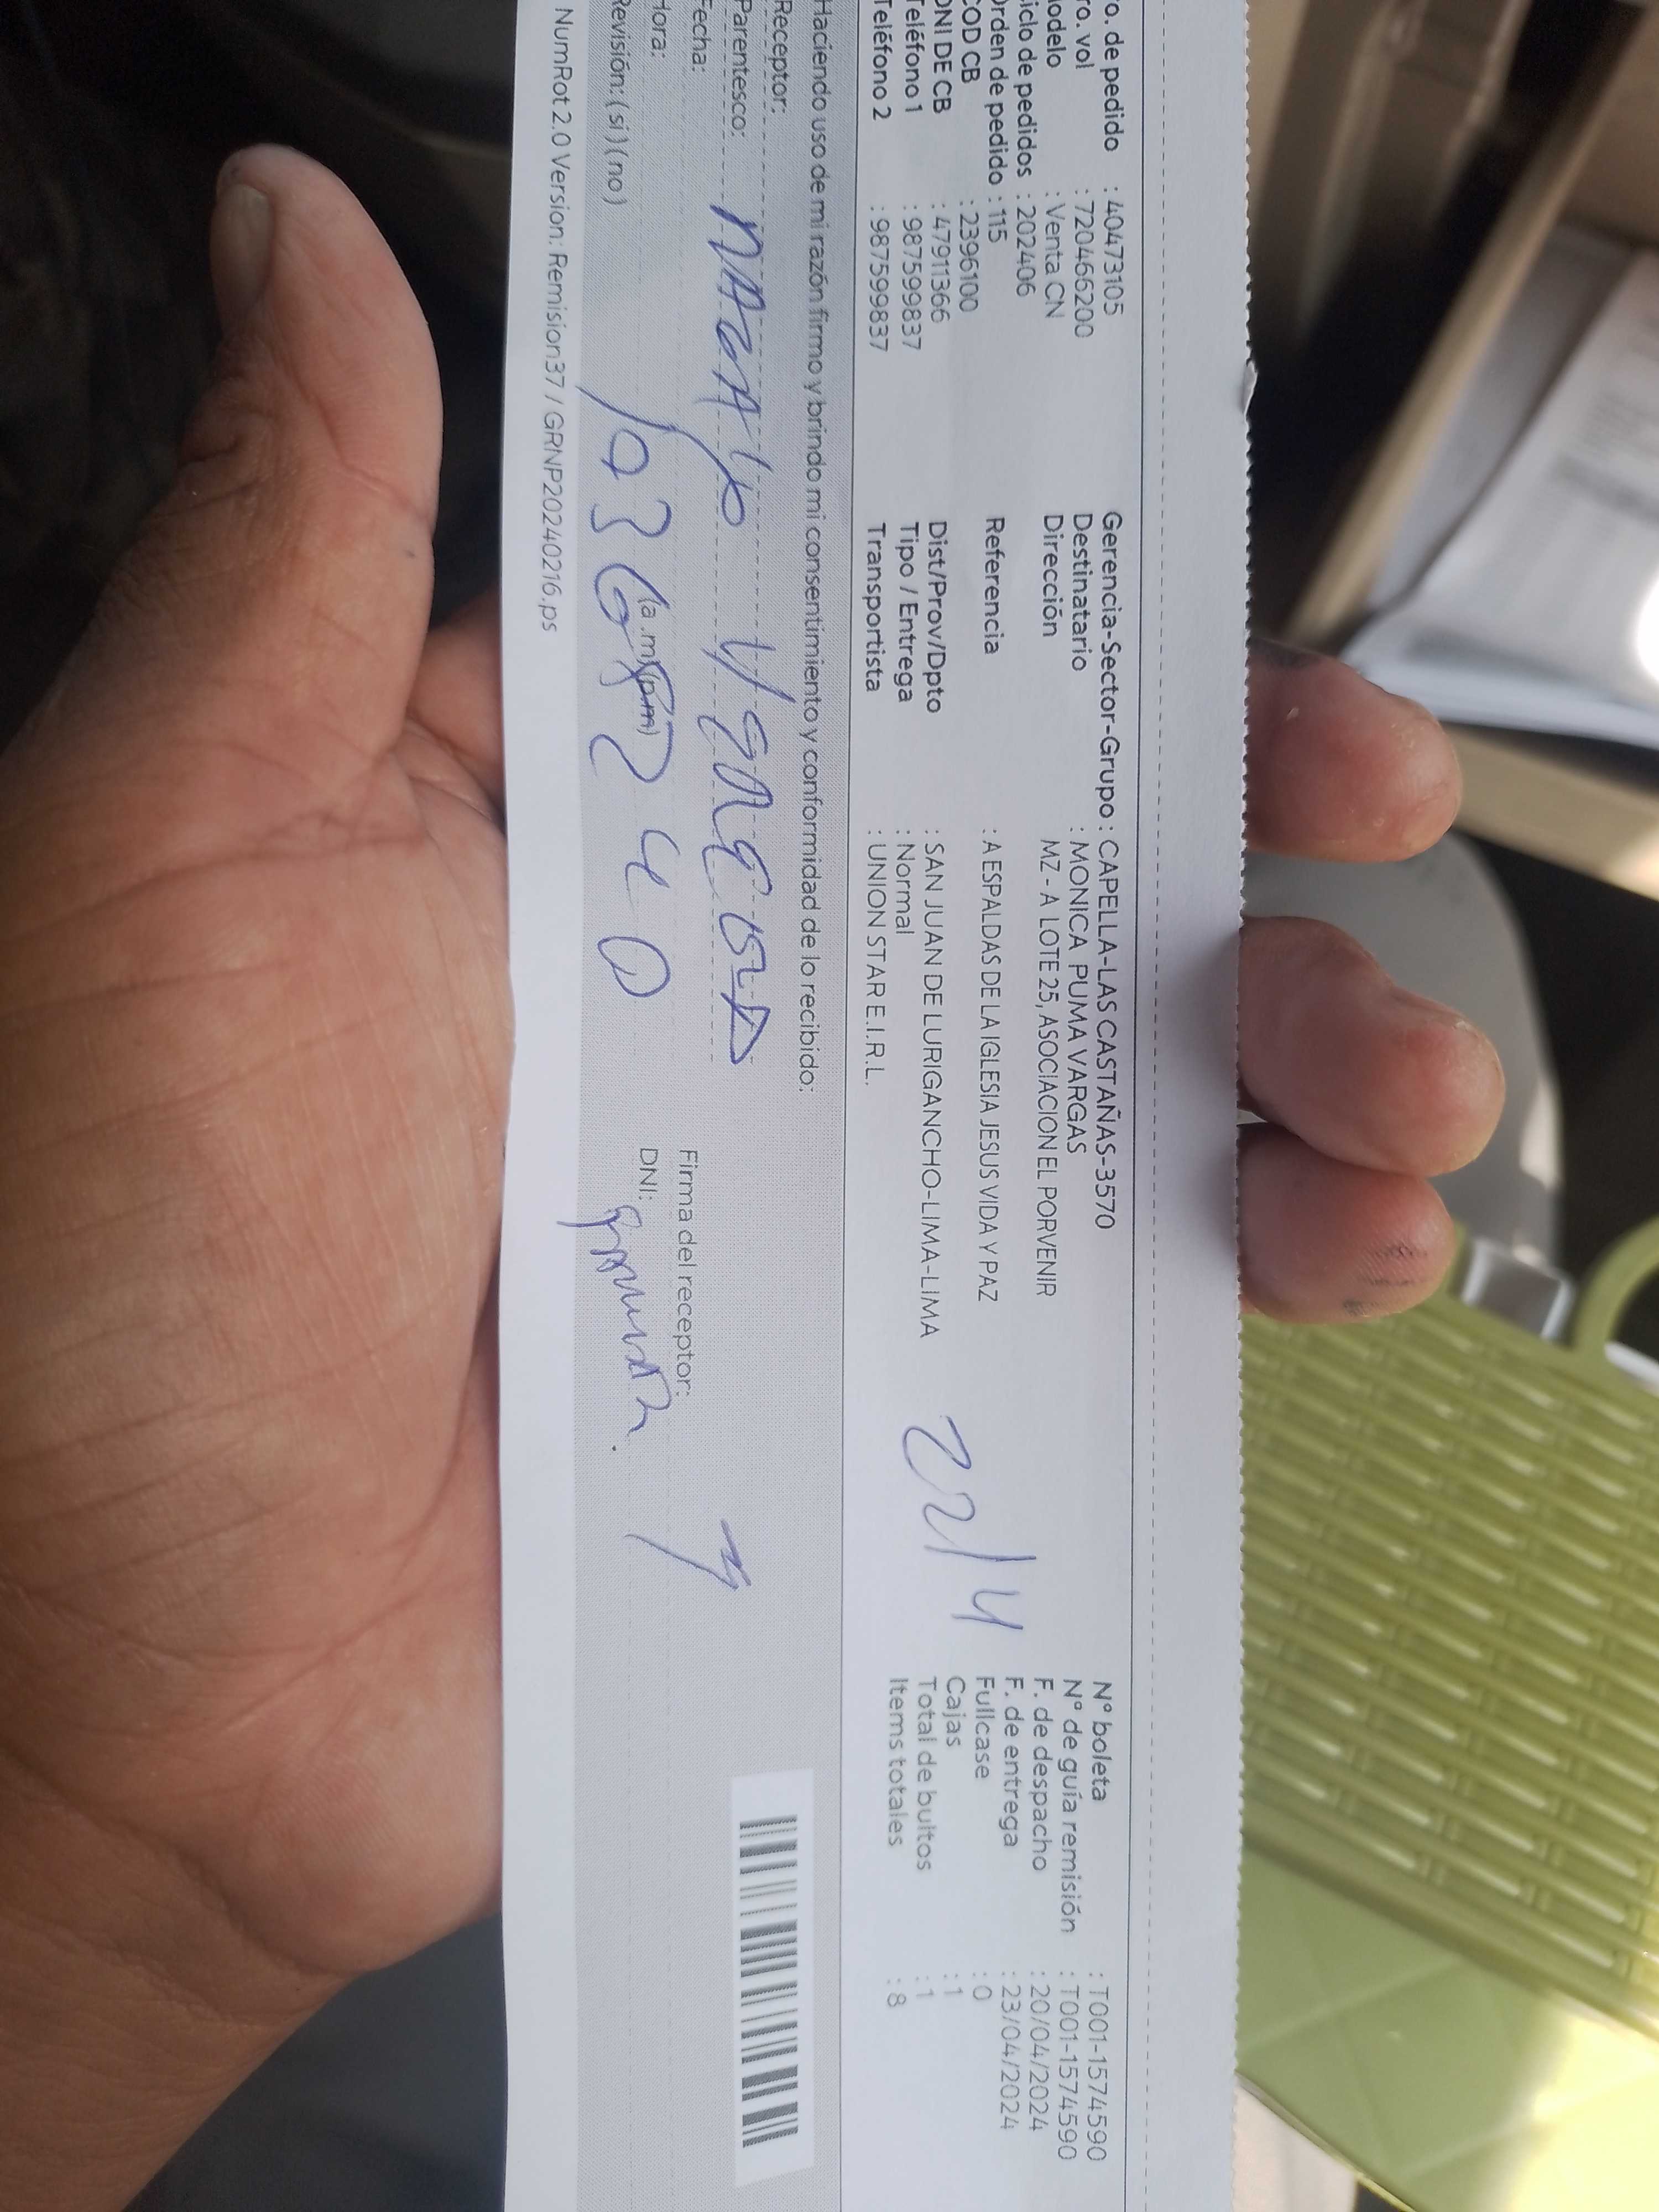 ro. de pedido : 40473105
ro. vol : 720466200
odelo : Venta CN
iclo de pedidos : 202406
Orden de pedido : 115
COD CB : 2396100
DNI DE CB : 47911366
Teléfono 1 : 987599837
Teléfono 2 : 987599837
Gerencia-Sector-Grupo : CAPELLA-LAS CASTAÑAS-3570
Destinatario : MONICA PUMA VARGAS
Dirección MZ - A LOTE 25, ASOCIACION EL PORVENIR
Referencia : A ESPALDAS DE LA IGLESIA JESUS VIDA Y PAZ
Dist/Prov/Dpto : SAN JUAN DE LURIGANCHO-LIMA-LIMA
Tipo / Entrega : Normal
Transportista : UNION STAR E.I.R.L.
22/4
N° boleta : T001-1574590
N° de guía remisión : T001-1574590
F. de despacho : 20/04/2024
F. de entrega : 23/04/2024
Fullcase : 0
Cajas : 1
Total de bultos : 1
Items totales : 8
Haciendo uso de mi razón firmo y brindo mi consentimiento y conformidad de lo recibido:
Receptor:
Parentesco:
Fecha:
Hora: (a.m)(p.m)
Revisión: (si) (no)
Firma del receptor:
DNI:
NumRot 2.0 Version: Remision37 / GRNP20240216.ps